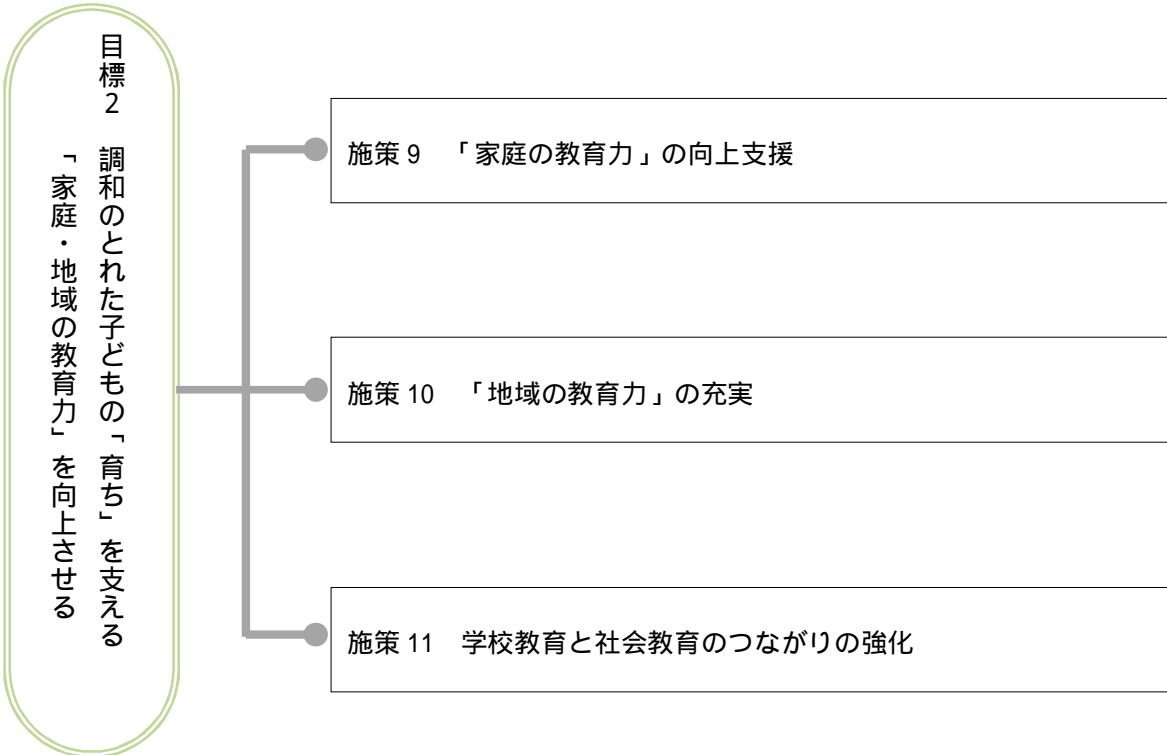 目標2　調和のとれた子どもの「育ち」を支える
「家庭・地域の教育力」を向上させる
施策 9　「家庭の教育力」の向上支援
施策 10　「地域の教育力」の充実
施策 11　学校教育と社会教育のつながりの強化